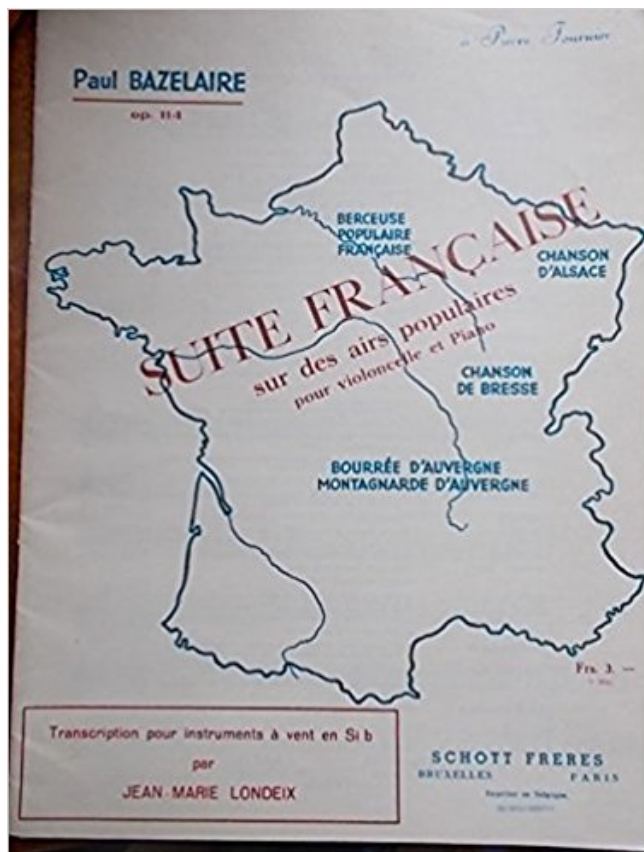 à Pierre Fournier
Paul BAZELAIRE
op. 114
BERCEUSE
POPULAIRE
FRANÇAISE
CHANSON
D'ALSACE
SUITE FRANÇAISE
sur des airs populaires
pour violoncelle et Piano
CHANSON
DE BRESSE
BOURRÉE D'AUVERGNE
MONTAGNARDE D'AUVERGNE
Frs. 3. —
Transcription pour instruments à vent en Si b
par
JEAN-MARIE LONDEIX
SCHOTT FRERES
BRUXELLES PARIS